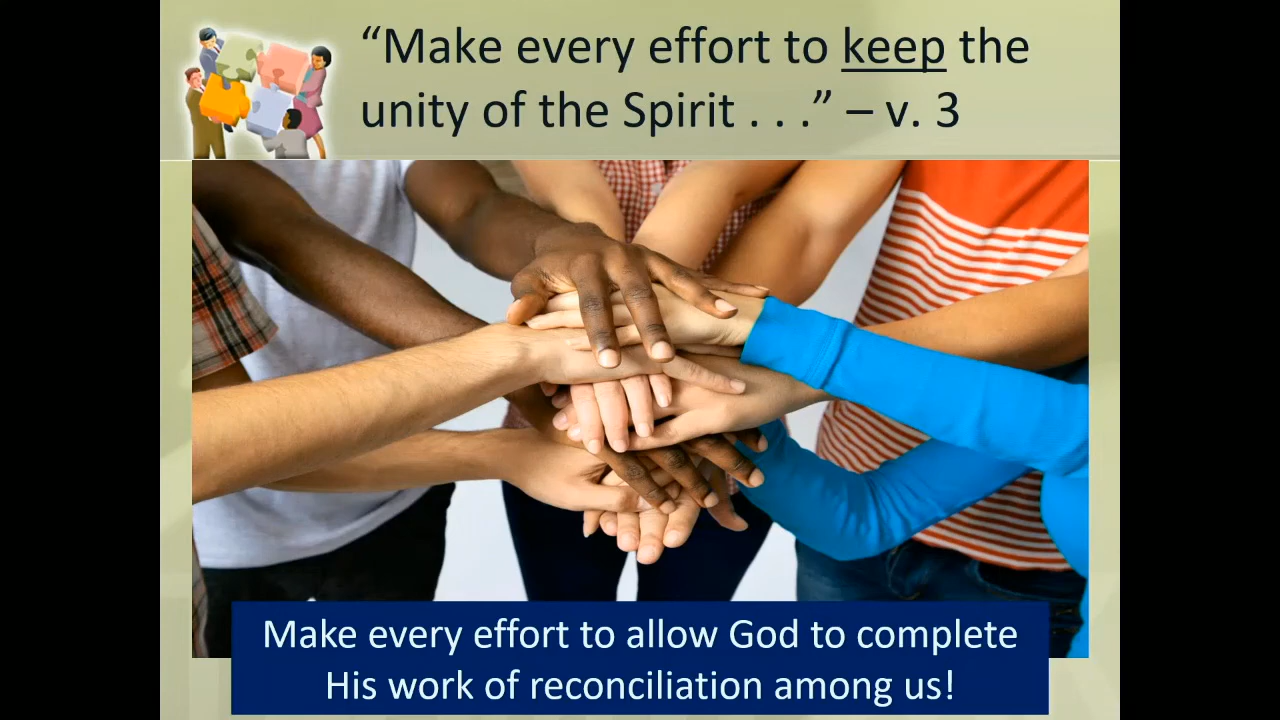 “Make every effort to keep the
unity of the Spirit . . .” – v. 3
Make every effort to allow God to complete
His work of reconciliation among us!